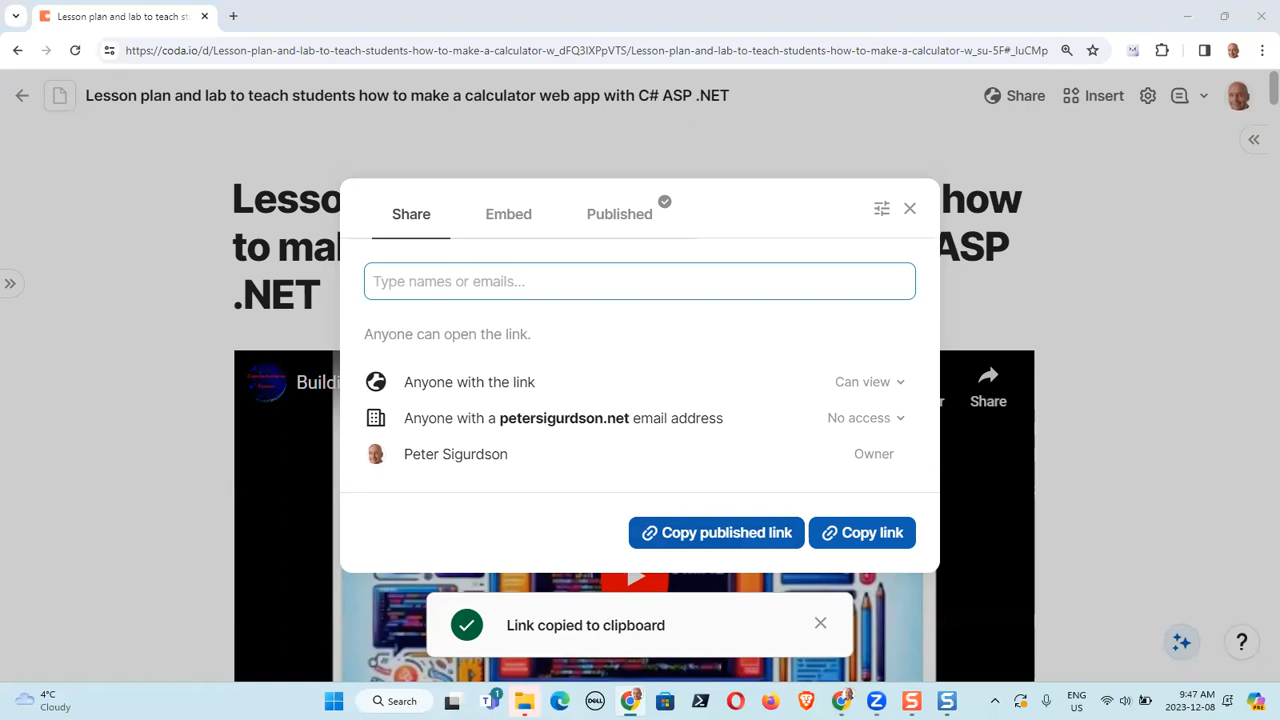 Lesson plan and lab to teach st
https://coda.io/d/Lesson-plan-and-lab-to-teach-students-how-to-make-a-calculator-w_dFQ3IXPpVTS/Lesson-plan-and-lab-to-teach-students-how-to-make-a-calculator-w_su-5F#_luCMp
Lesson plan and lab to teach students how to make a calculator web app with C# ASP .NET
Share
Insert
Lesso how
to mal ASP
.NET
Share
Embed
Published
Type names or emails...
Anyone can open the link.
Buildi
Anyone with the link
Can view
Share
Anyone with a petersigurdson.net email address
No access
Peter Sigurdson
Owner
Copy published link
Copy link
Link copied to clipboard
?
4°C
Cloudy
Search
1
DELL
ENG
US
9:47 AM
2023-12-08